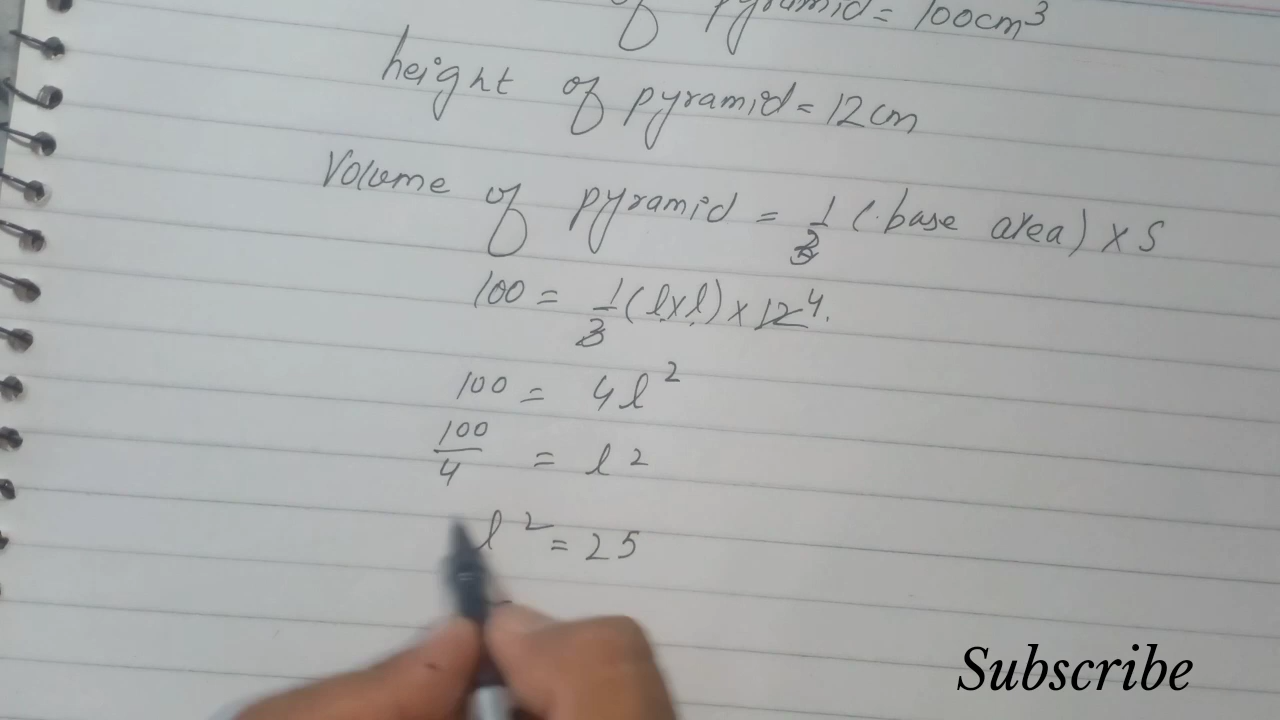 of pyramid = 100cm³
height of pyramid = 12cm
Volume of pyramid = 1/3 (base area) x 5
100 = 1/3 (l x l) x 12 4.
100 = 4l²
100/4 = l²
l² = 25
Subscribe